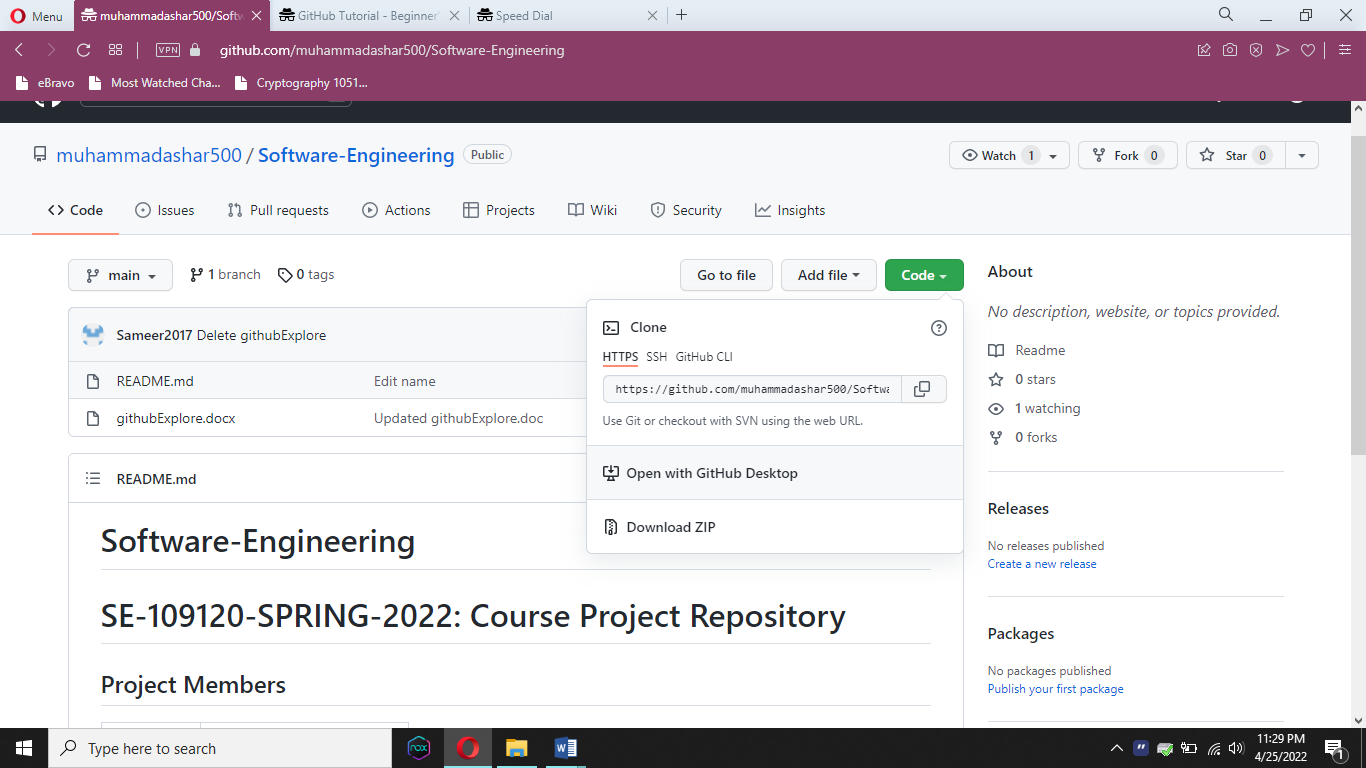 Menu
muhammadashar500/Softw
GitHub Tutorial - Beginner'
Speed Dial
VPN
github.com/muhammadashar500/Software-Engineering
eBravo
Most Watched Cha...
Cryptography 1051...
muhammadashar500 / Software-Engineering
Public
Watch 1
Fork 0
Star 0
Code
Issues
Pull requests
Actions
Projects
Wiki
Security
Insights
main
1 branch
0 tags
Go to file
Add file
Code
Sameer2017 Delete githubExplore
README.md Edit name
githubExplore.docx Updated githubExplore.doc
Clone
HTTPS SSH GitHub CLI
https://github.com/muhammadashar500/Softwa
Use Git or checkout with SVN using the web URL.
Open with GitHub Desktop
Download ZIP
README.md
Software-Engineering
SE-109120-SPRING-2022: Course Project Repository
Project Members
About
No description, website, or topics provided.
Readme
0 stars
1 watching
0 forks
Releases
No releases published
Create a new release
Packages
No packages published
Publish your first package
Type here to search
nox
11:29 PM
4/25/2022
1